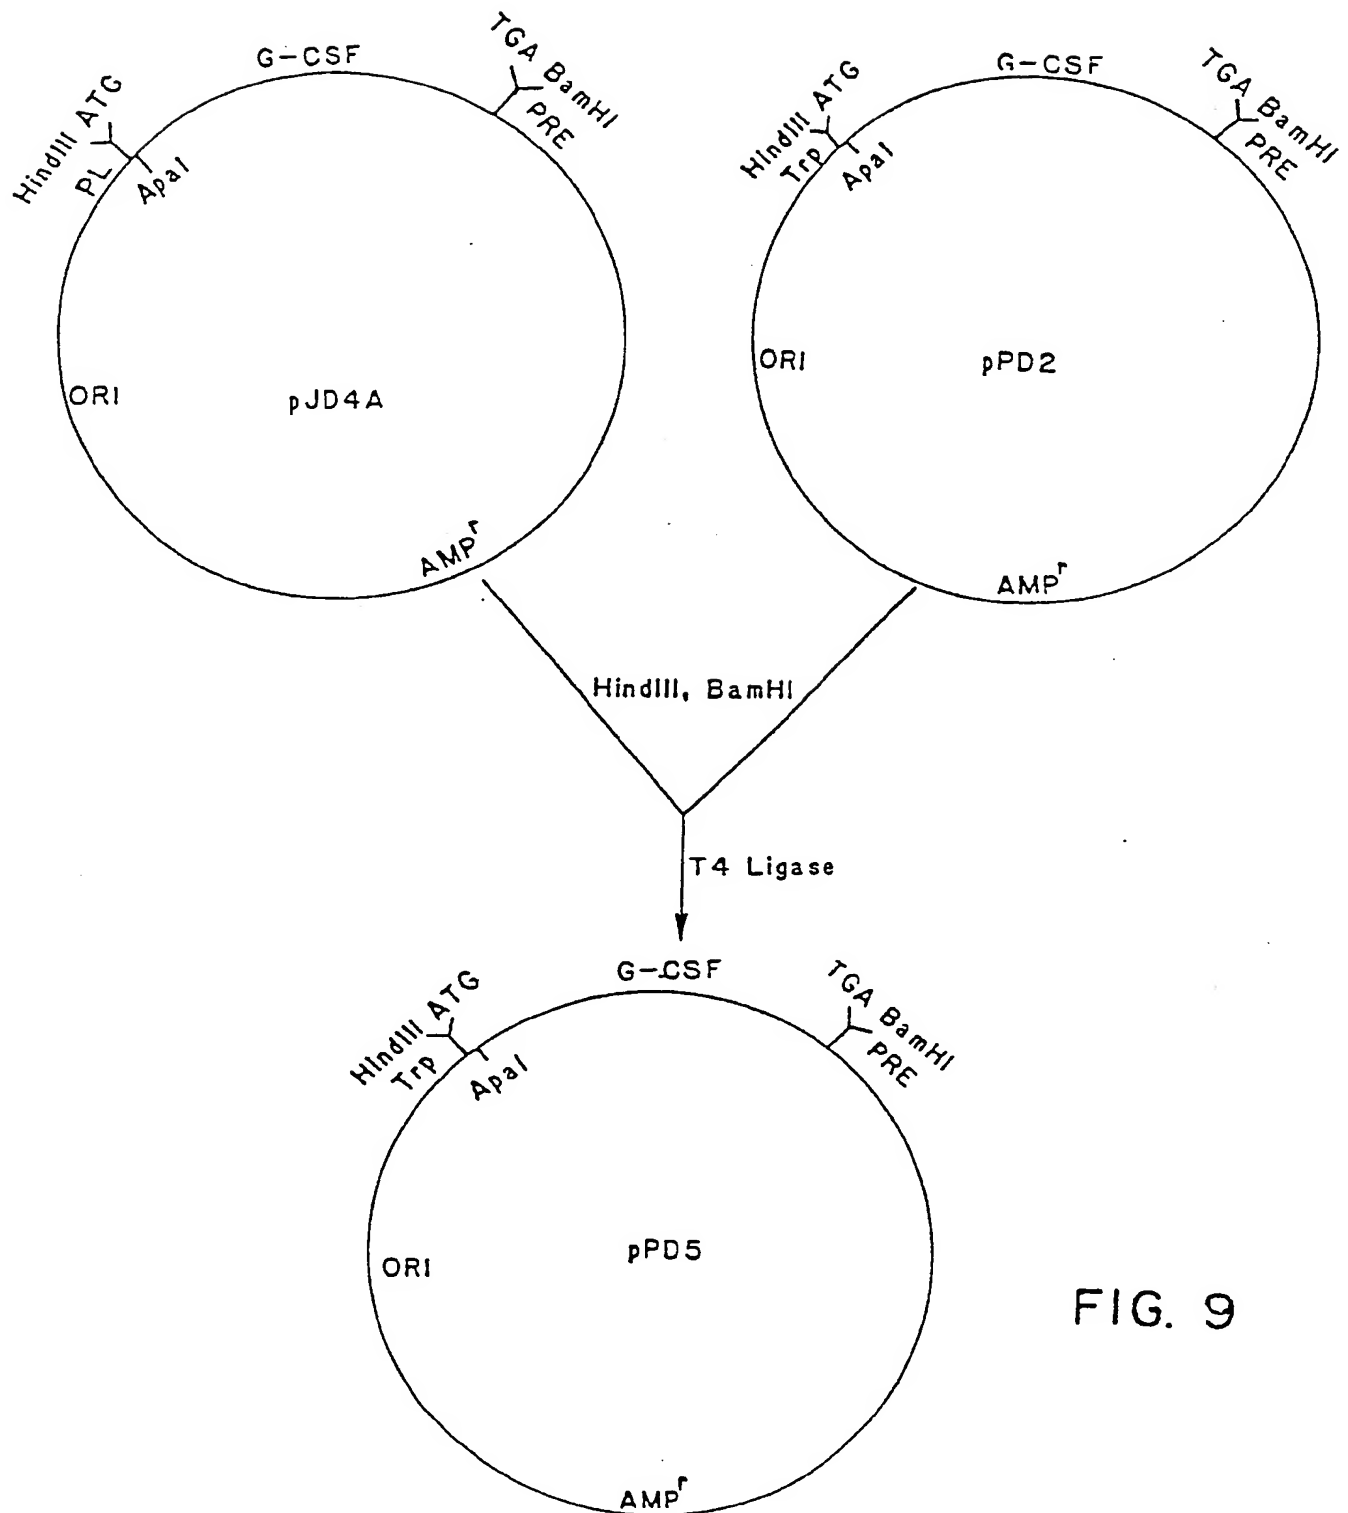 G-CSF
TGA BamHI
PRE
HindIII ATG
PL
ApaI
ORI
pJD4A
AMPr
G-CSF
TGA BamHI
PRE
HindIII ATG
Trp
ApaI
ORI
pPD2
AMPr
HindIII, BamHI
T4 Ligase
G-CSF
TGA BamHI
PRE
HindIII ATG
Trp
ApaI
ORI
pPD5
AMPr
FIG. 9